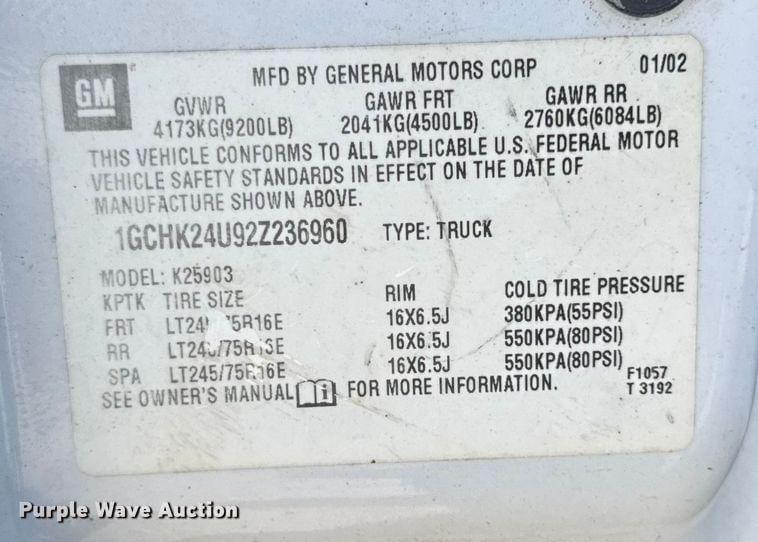 GM
MFD BY GENERAL MOTORS CORP 01/02
GVWR GAWR FRT GAWR RR
4173KG(9200LB) 2041KG(4500LB) 2760KG(6084LB)
THIS VEHICLE CONFORMS TO ALL APPLICABLE U.S. FEDERAL MOTOR
VEHICLE SAFETY STANDARDS IN EFFECT ON THE DATE OF
MANUFACTURE SHOWN ABOVE.
1GCHK24U92Z236960 TYPE: TRUCK
MODEL: K25903
KPTK TIRE SIZE RIM COLD TIRE PRESSURE
FRT 16X6.5J 380KPA(55PSI)
RR 16X6.5J 550KPA(80PSI)
SPA LT245/75R16E 16X6.5J 550KPA(80PSI)
SEE OWNER'S MANUAL i FOR MORE INFORMATION.
F1057
T 3192
Purple Wave Auction